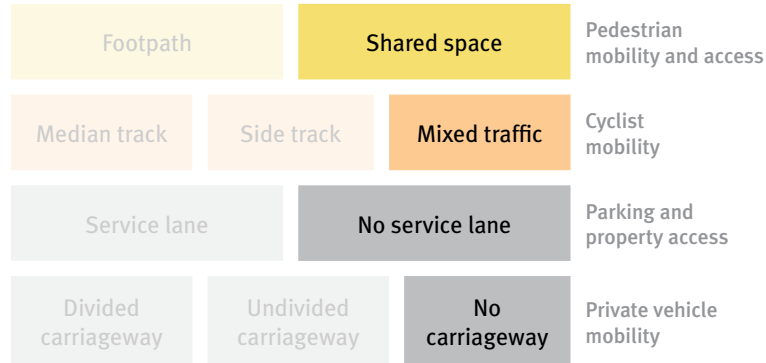 Footpath
Shared space
Pedestrian
mobility and access
Median track
Side track
Mixed traffic
Cyclist
mobility
Service lane
No service lane
Parking and
property access
Divided
carriageway
Undivided
carriageway
No
carriageway
Private vehicle
mobility